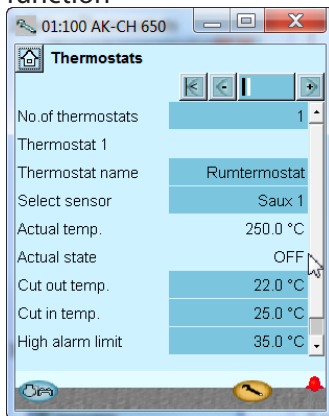 function
01:100 AK-CH 650
Thermostats
No.of thermostats 1
Thermostat 1
Thermostat name Rumtermostat
Select sensor Saux 1
Actual temp. 250.0 °C
Actual state OFF
Cut out temp. 22.0 °C
Cut in temp. 25.0 °C
High alarm limit 35.0 °C